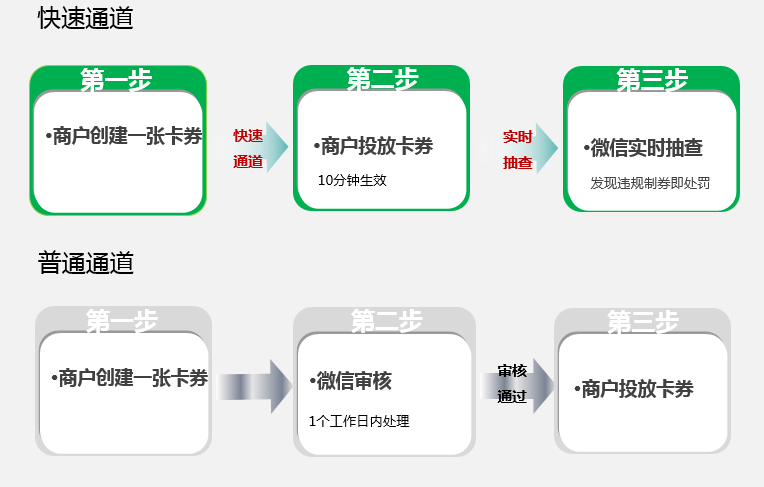 快速通道
第一步
•商户创建一张卡券
快速
通道
第二步
•商户投放卡券
10分钟生效
实时
抽查
第三步
•微信实时抽查
发现违规制券即处罚
普通通道
第一步
•商户创建一张卡券
第二步
•微信审核
1个工作日内处理
审核
通过
第三步
•商户投放卡券